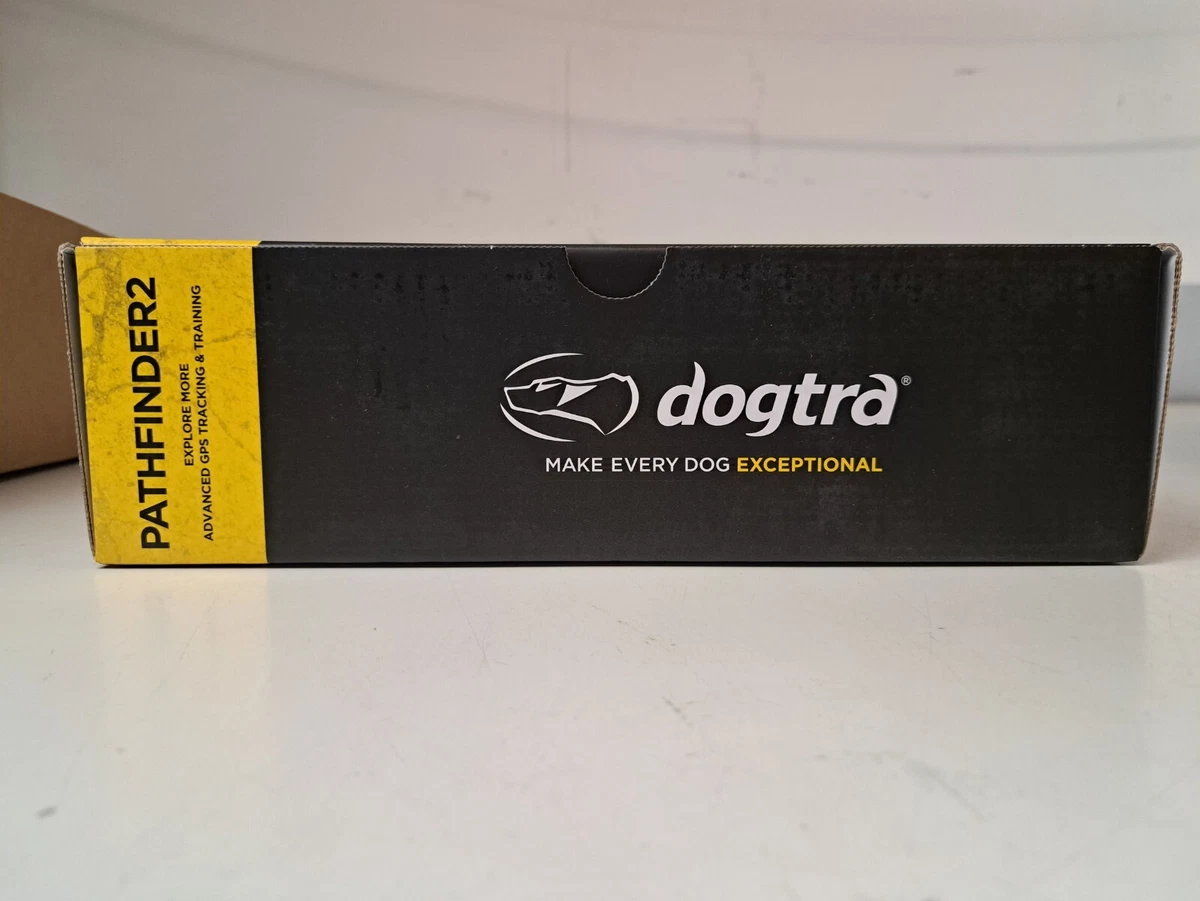 PATHFINDER2
EXPLORE MORE
ADVANCED GPS TRACKING & TRAINING
dogtra®
MAKE EVERY DOG EXCEPTIONAL